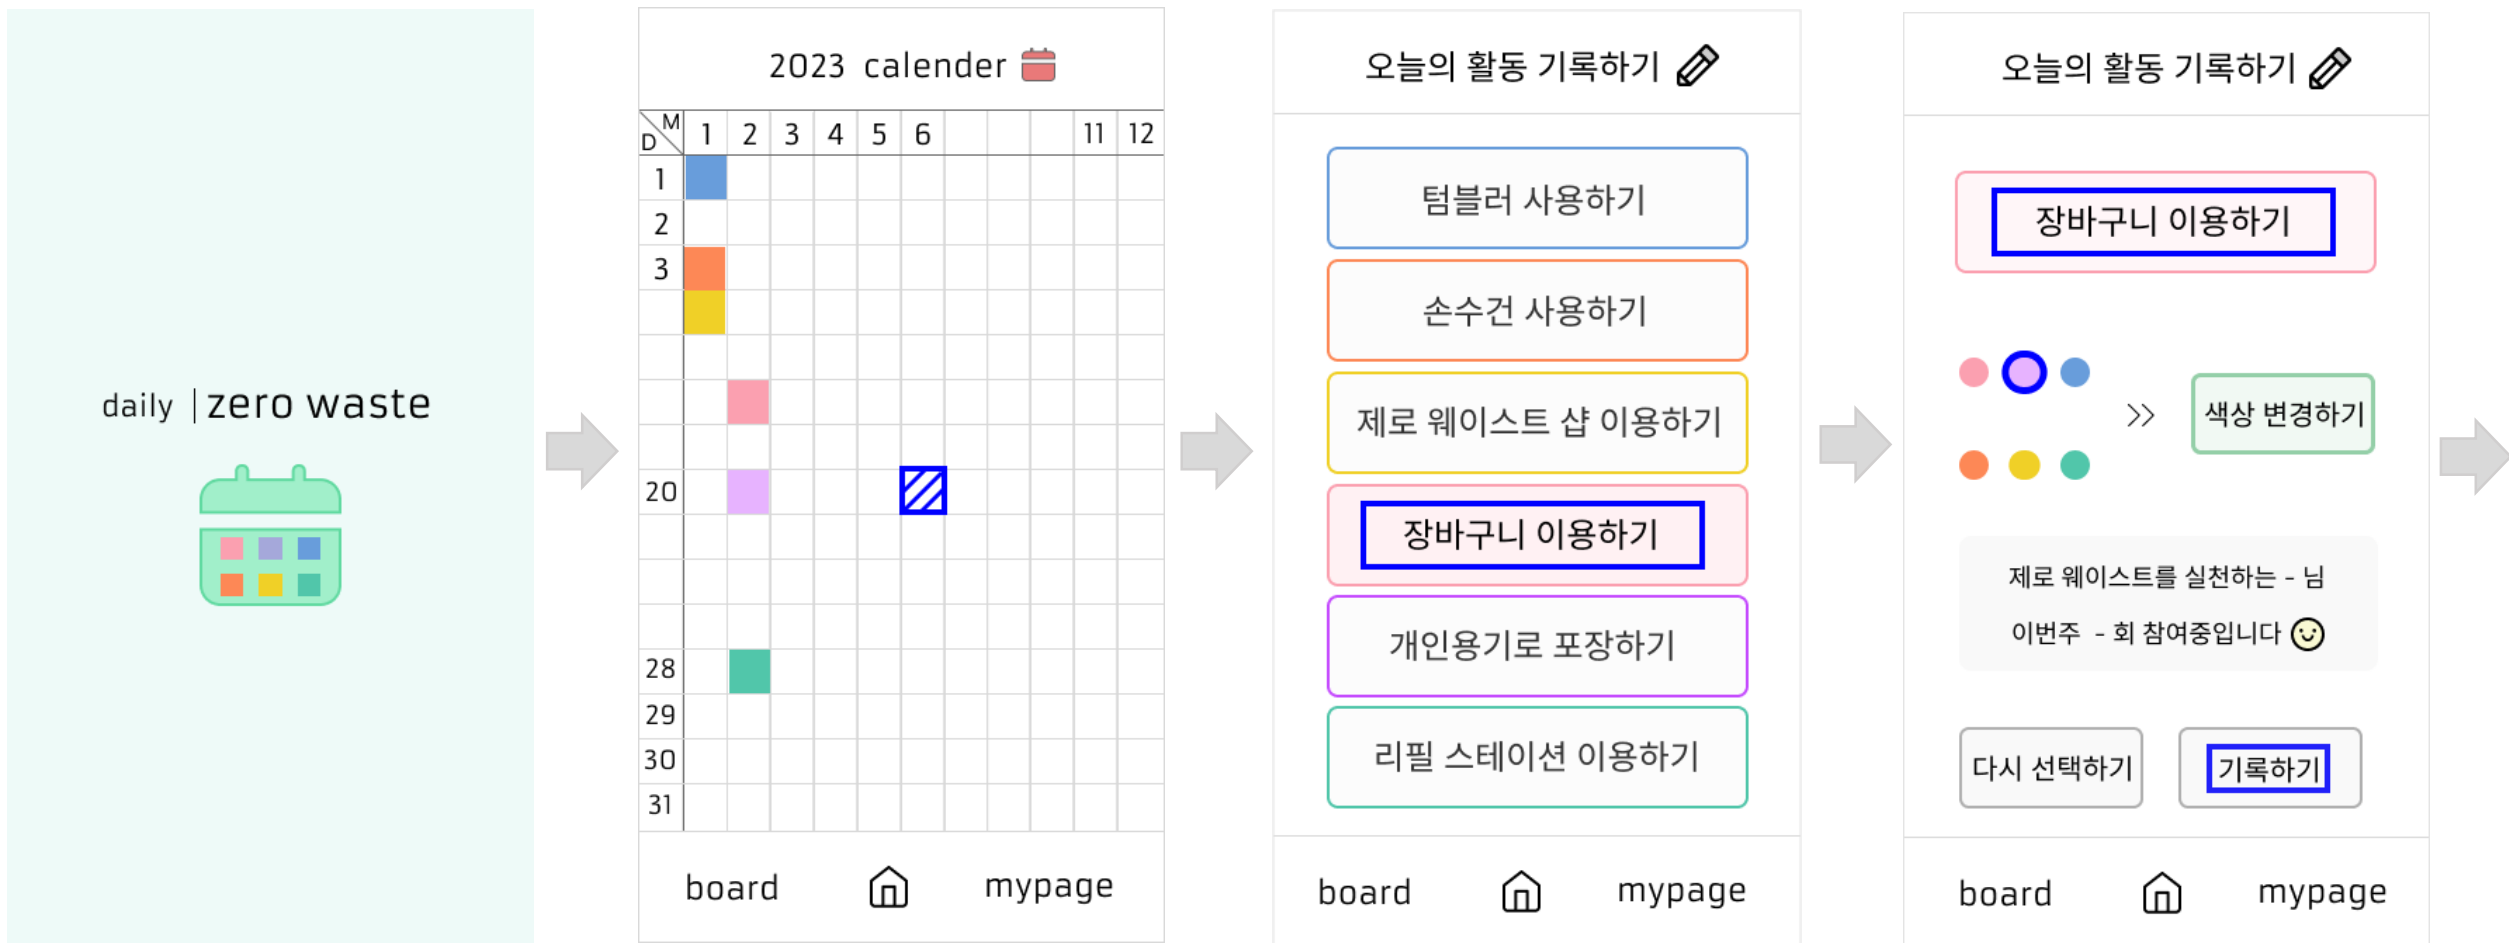 daily | zero waste
2023 calender
M
D
1 2 3 4 5 6 11 12
1
2
3
20
28
29
30
31
board mypage
오늘의 활동 기록하기
텀블러 사용하기
손수건 사용하기
제로 웨이스트 샵 이용하기
장바구니 이용하기
개인용기로 포장하기
리필 스테이션 이용하기
board mypage
오늘의 활동 기록하기
장바구니 이용하기
색상 변경하기
제로 웨이스트를 실천하는 - 님
이번주 - 회 참여중입니다
다시 선택하기 기록하기
board mypage